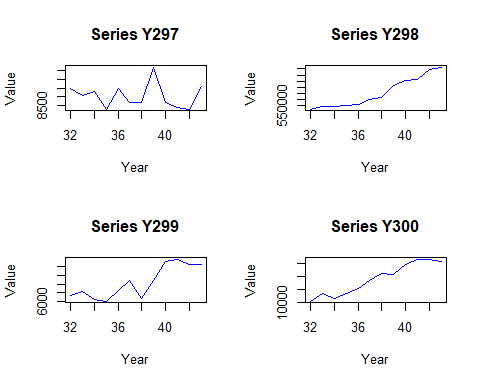 Series Y297
Value
8500
32 36 40
Year
Series Y298
Value
550000
32 36 40
Year
Series Y299
Value
6000
32 36 40
Year
Series Y300
Value
10000
32 36 40
Year